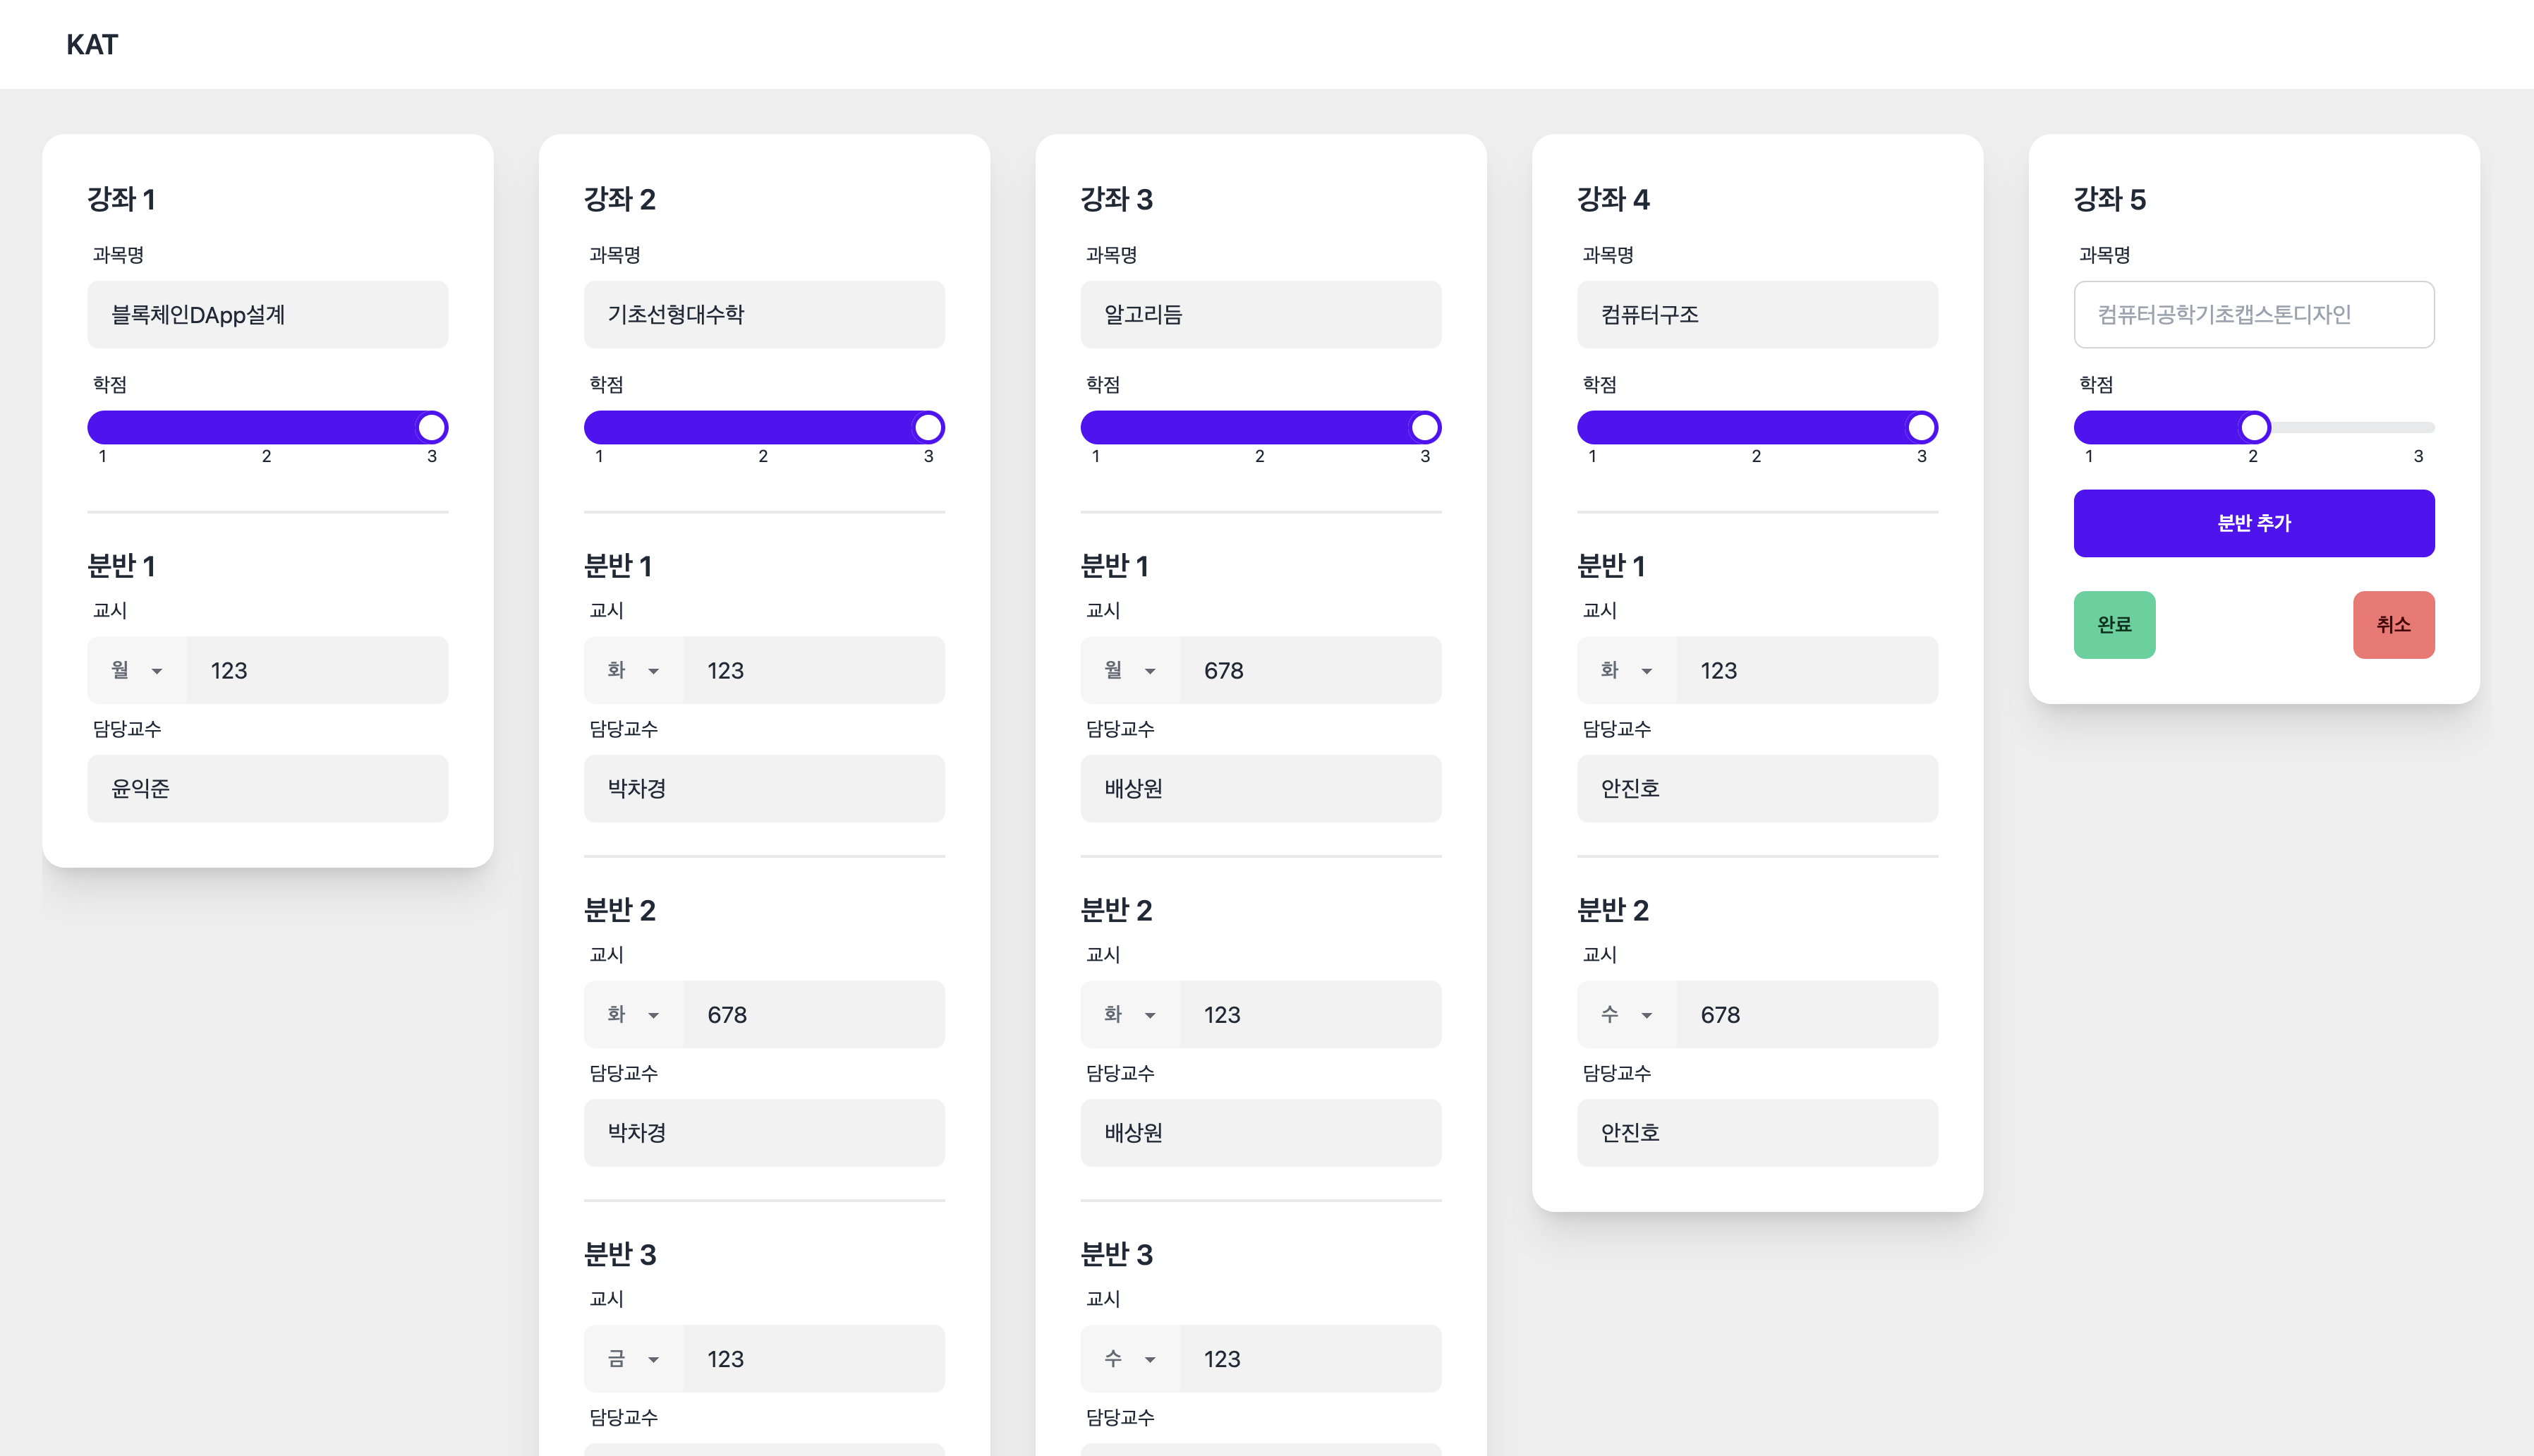 KAT
강좌 1
과목명
블록체인DApp설계
학점
1 2 3
분반 1
교시
월 123
담당교수
윤익준
강좌 2
과목명
기초선형대수학
학점
1 2 3
분반 1
교시
화 123
담당교수
박차경
분반 2
교시
화 678
담당교수
박차경
분반 3
교시
금 123
담당교수
강좌 3
과목명
알고리듬
학점
1 2 3
분반 1
교시
월 678
담당교수
배상원
분반 2
교시
화 123
담당교수
배상원
분반 3
교시
수 123
담당교수
강좌 4
과목명
컴퓨터구조
학점
1 2 3
분반 1
교시
화 123
담당교수
안진호
분반 2
교시
수 678
담당교수
안진호
강좌 5
과목명
컴퓨터공학기초캡스톤디자인
학점
1 2 3
분반 추가
완료 취소